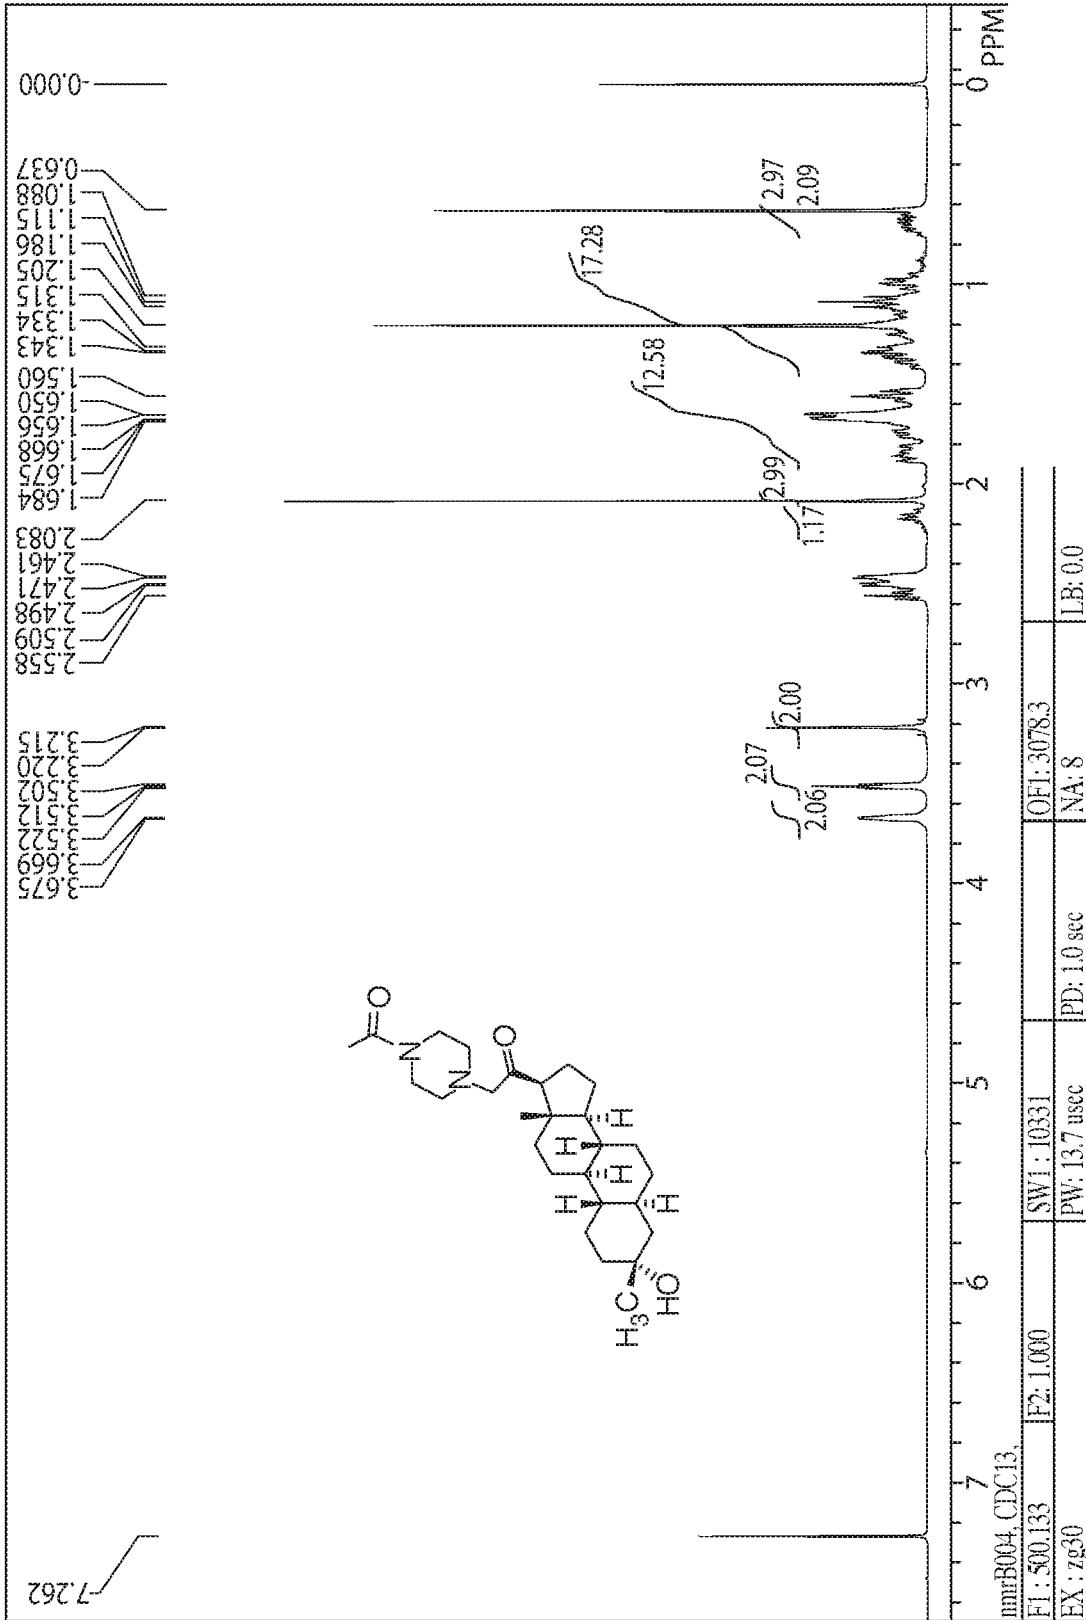 7.262
3.675
3.669
3.522
3.512
3.502
3.220
3.215
2.558
2.509
2.498
2.471
2.461
2.083
1.684
1.675
1.668
1.656
1.650
1.560
1.343
1.334
1.315
1.205
1.186
1.115
1.088
0.637
-0.000
H3C
HO
H
H
H
H
N
N
O
O
2.06
2.07
2.00
1.17
2.99
12.58
17.28
2.09
2.97
7 6 5 4 3 2 1 0 PPM
nmrB004, CDC13,
F1 : 500.133 F2: 1.000 SW1 : 10331 OF1: 3078.3
EX : zg30 PW: 13.7 usec PD: 1.0 sec NA: 8 LB: 0.0